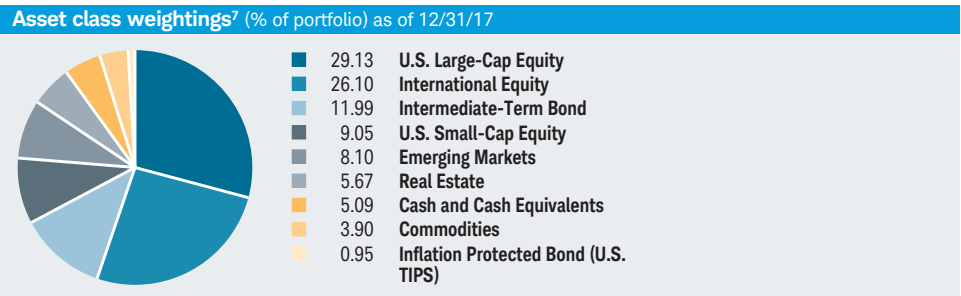 Asset class weightings⁷ (% of portfolio) as of 12/31/17
29.13 U.S. Large-Cap Equity
26.10 International Equity
11.99 Intermediate-Term Bond
9.05 U.S. Small-Cap Equity
8.10 Emerging Markets
5.67 Real Estate
5.09 Cash and Cash Equivalents
3.90 Commodities
0.95 Inflation Protected Bond (U.S.
TIPS)